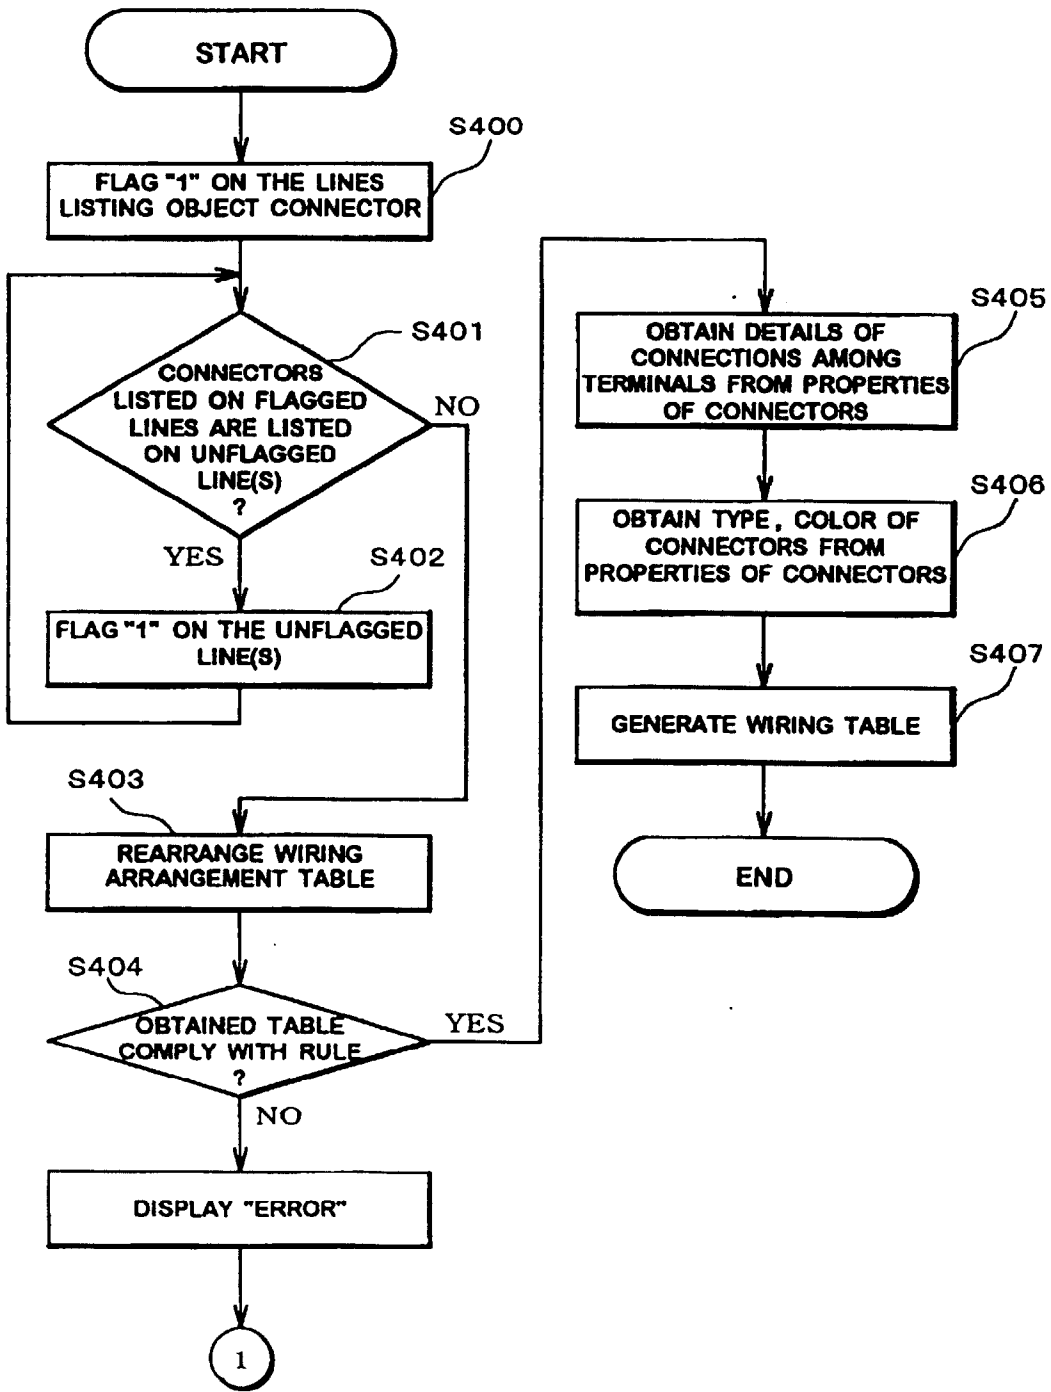 START
S400
FLAG "1" ON THE LINES
LISTING OBJECT CONNECTOR
S401
CONNECTORS
LISTED ON FLAGGED
LINES ARE LISTED
ON UNFLAGGED
LINE(S)
?
NO
YES
S402
FLAG "1" ON THE UNFLAGGED
LINE(S)
S403
REARRANGE WIRING
ARRANGEMENT TABLE
S404
OBTAINED TABLE
COMPLY WITH RULE
?
YES
NO
DISPLAY "ERROR"
1
S405
OBTAIN DETAILS OF
CONNECTIONS AMONG
TERMINALS FROM PROPERTIES
OF CONNECTORS
S406
OBTAIN TYPE, COLOR OF
CONNECTORS FROM
PROPERTIES OF CONNECTORS
S407
GENERATE WIRING TABLE
END